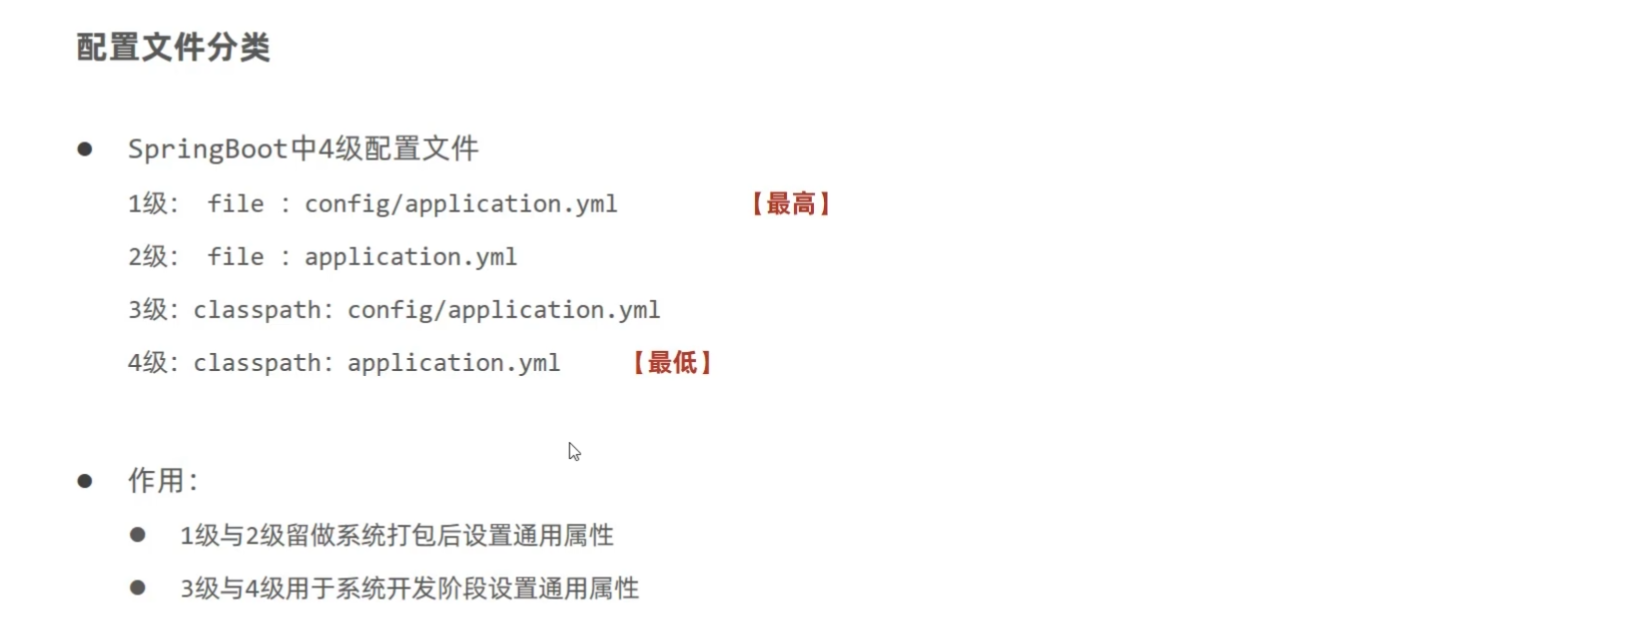 配置文件分类
● SpringBoot中4级配置文件
1级： file ：config/application.yml 【最高】
2级： file ：application.yml
3级：classpath：config/application.yml
4级：classpath：application.yml 【最低】
● 作用：
● 1级与2级留做系统打包后设置通用属性
● 3级与4级用于系统开发阶段设置通用属性